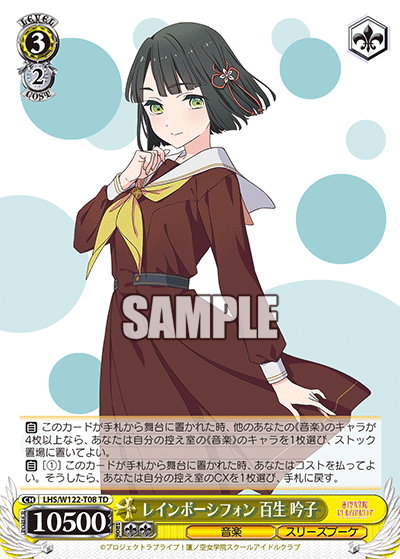 LEVEL
3
2
COST
SAMPLE
自 このカードが手札から舞台に置かれた時、他のあなたの《音楽》のキャラが
4枚以上なら、あなたは自分の控え室の《音楽》のキャラを1枚選び、ストック
置場に置いてよい。
自 [①] このカードが手札から舞台に置かれた時、あなたはコストを払ってよ
い。そうしたら、あなたは自分の控え室のCXを1枚選び、手札に戻す。
CH LHS/W122-T08 TD
10500
レインボーシフォン 百生 吟子
音楽 スリーズブーケ
©プロジェクトラブライブ！蓮ノ空女学院スクールアイドルクラブ